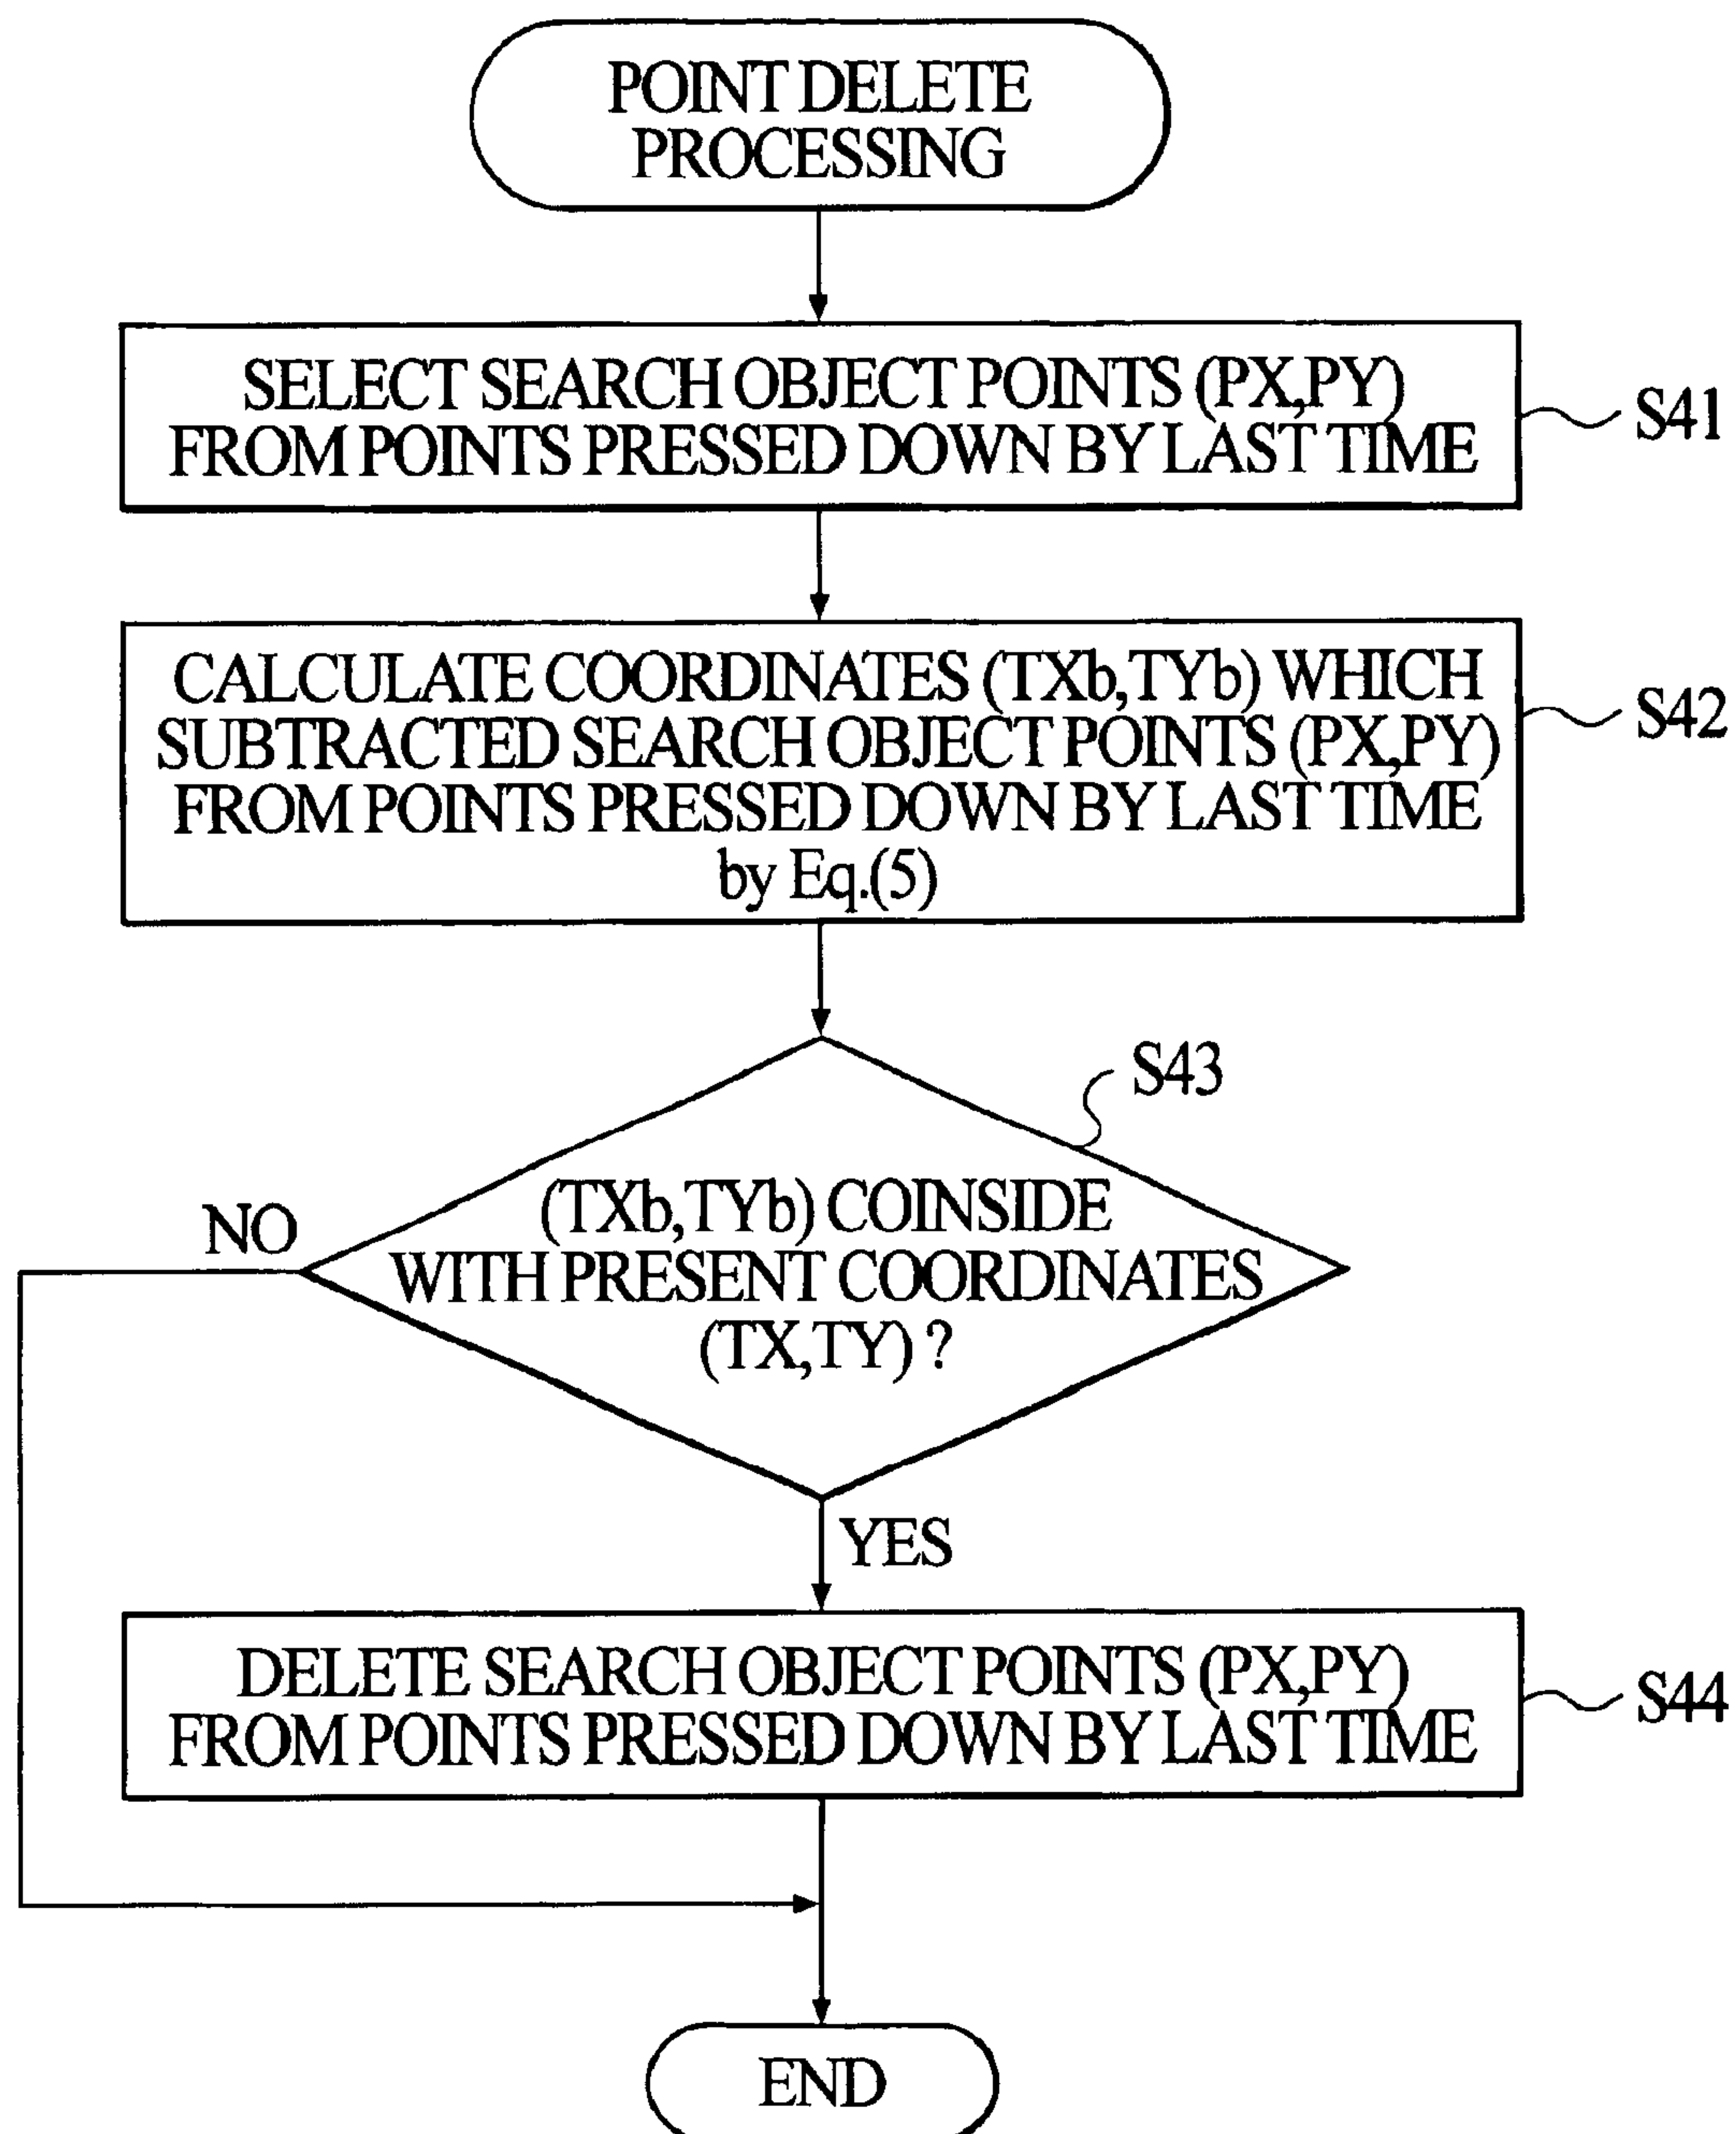 POINT DELETE
PROCESSING
SELECT SEARCH OBJECT POINTS (PX,PY)
FROM POINTS PRESSED DOWN BY LAST TIME
S41
CALCULATE COORDINATES (TXb,TYb) WHICH
SUBTRACTED SEARCH OBJECT POINTS (PX,PY)
FROM POINTS PRESSED DOWN BY LAST TIME
by Eq.(5)
S42
S43
(TXb,TYb) COINSIDE
WITH PRESENT COORDINATES
(TX,TY) ?
NO
YES
DELETE SEARCH OBJECT POINTS (PX,PY)
FROM POINTS PRESSED DOWN BY LAST TIME
S44
END